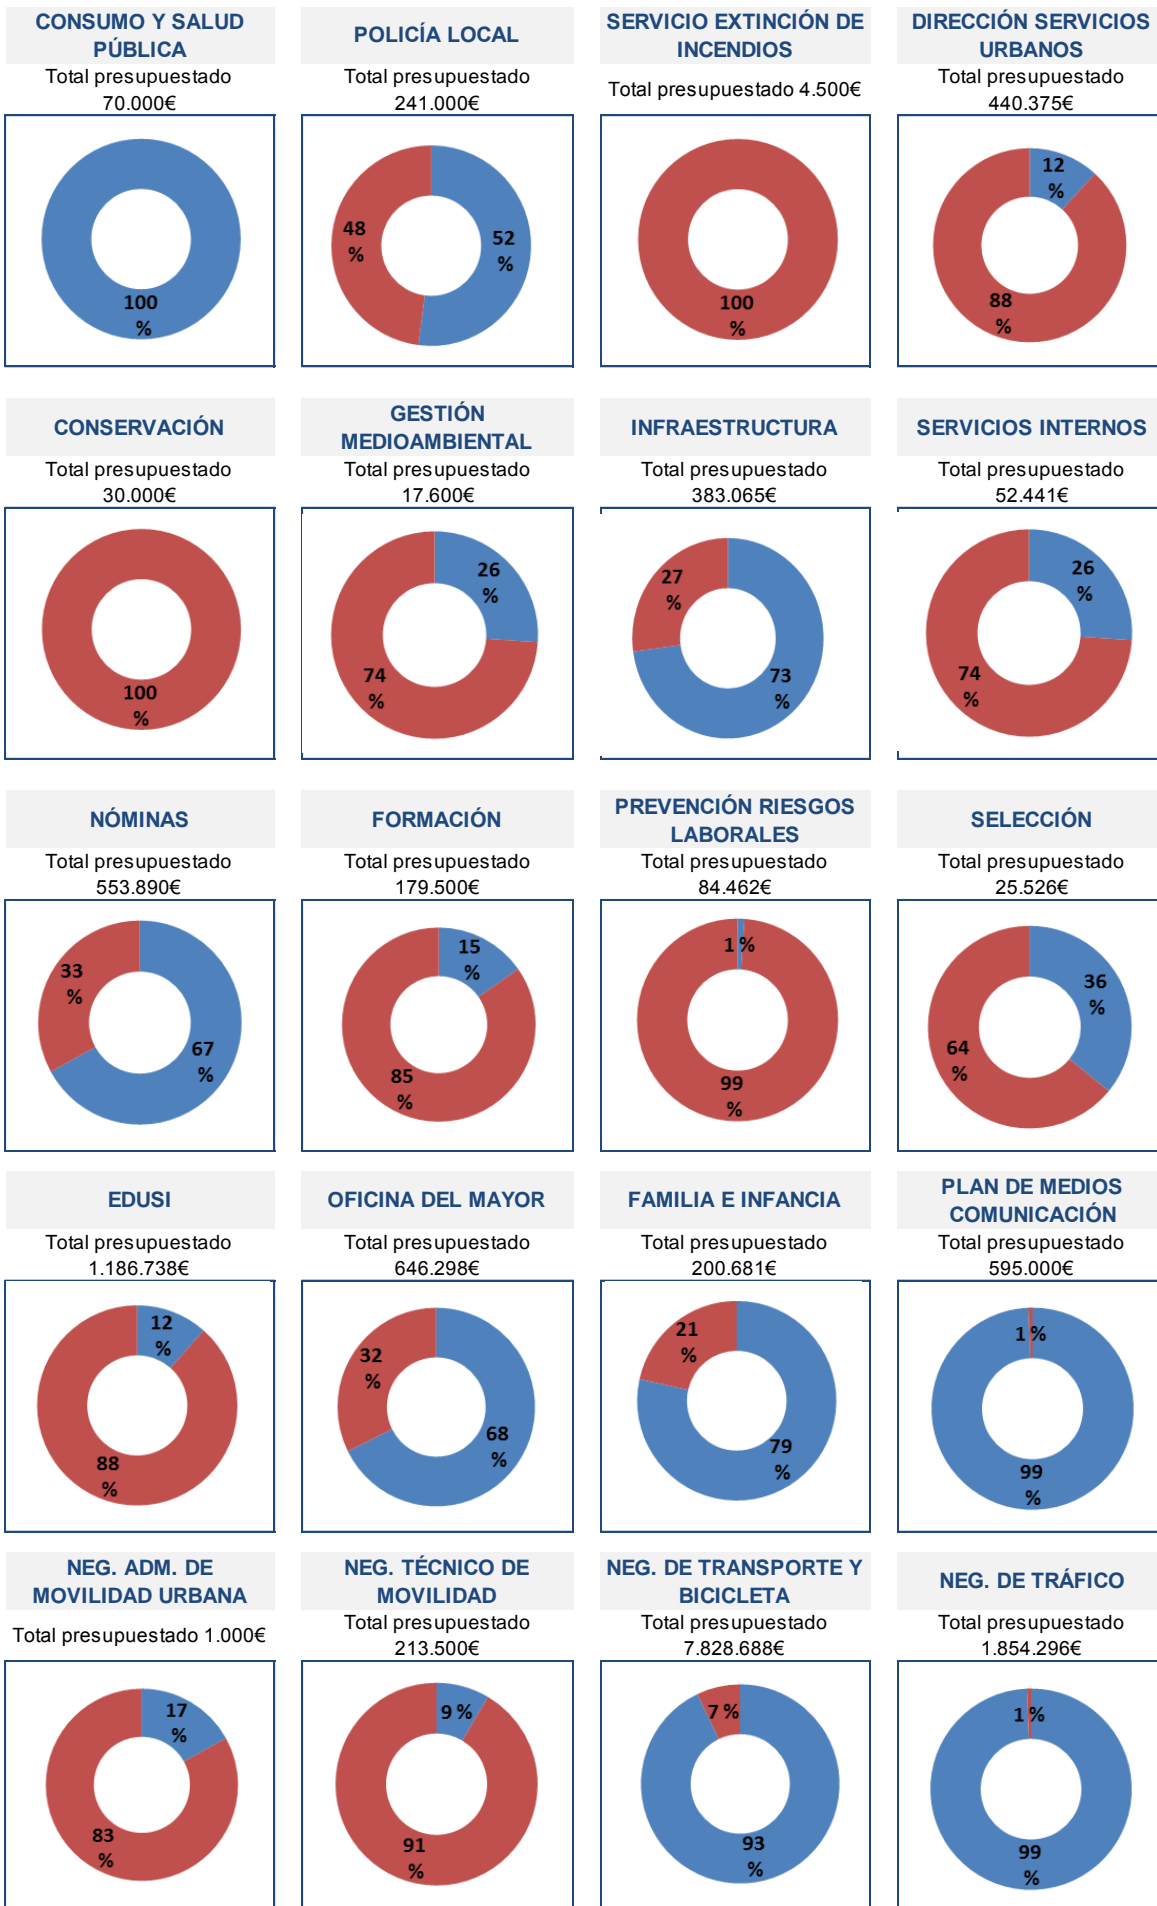 CONSUMO Y SALUD
PÚBLICA
Total presupuestado
70.000€
100
%
POLICÍA LOCAL
Total presupuestado
241.000€
48
%
52
%
SERVICIO EXTINCIÓN DE
INCENDIOS
Total presupuestado 4.500€
100
%
DIRECCIÓN SERVICIOS
URBANOS
Total presupuestado
440.375€
12
%
88
%
CONSERVACIÓN
Total presupuestado
30.000€
100
%
GESTIÓN
MEDIOAMBIENTAL
Total presupuestado
17.600€
26
%
74
%
INFRAESTRUCTURA
Total presupuestado
383.065€
27
%
73
%
SERVICIOS INTERNOS
Total presupuestado
52.441€
26
%
74
%
NÓMINAS
Total presupuestado
553.890€
33
%
67
%
FORMACIÓN
Total presupuestado
179.500€
15
%
85
%
PREVENCIÓN RIESGOS
LABORALES
Total presupuestado
84.462€
1 %
99
%
SELECCIÓN
Total presupuestado
25.526€
36
%
64
%
EDUSI
Total presupuestado
1.186.738€
12
%
88
%
OFICINA DEL MAYOR
Total presupuestado
646.298€
32
%
68
%
FAMILIA E INFANCIA
Total presupuestado
200.681€
21
%
79
%
PLAN DE MEDIOS
COMUNICACIÓN
Total presupuestado
595.000€
1 %
99
%
NEG. ADM. DE
MOVILIDAD URBANA
Total presupuestado 1.000€
17
%
83
%
NEG. TÉCNICO DE
MOVILIDAD
Total presupuestado
213.500€
9 %
91
%
NEG. DE TRANSPORTE Y
BICICLETA
Total presupuestado
7.828.688€
7 %
93
%
NEG. DE TRÁFICO
Total presupuestado
1.854.296€
1 %
99
%